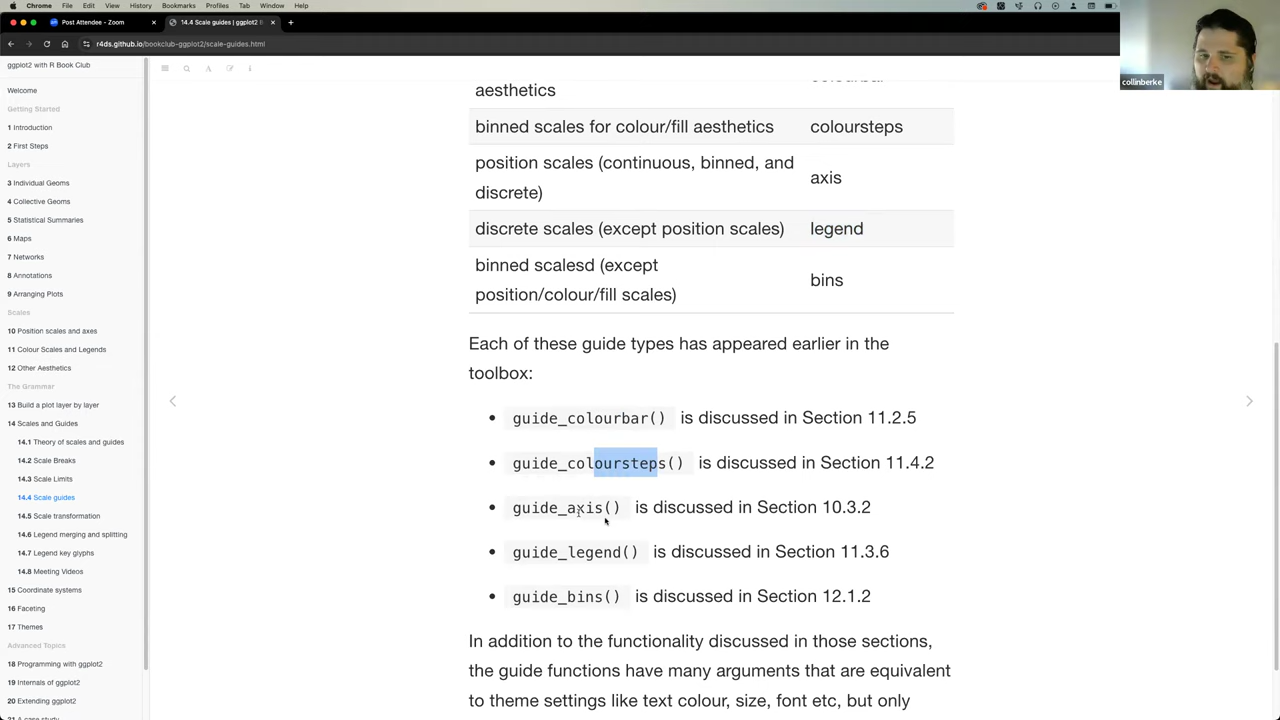 Chrome File Edit View History Bookmarks Profiles Tab Window Help
Post Attendee - Zoom
14.4 Scale guides | ggplot2 B
r4ds.github.io/bookclub-ggplot2/scale-guides.html
collinberke
ggplot2 with R Book Club
Welcome
Getting Started
1 Introduction
2 First Steps
Layers
3 Individual Geoms
4 Collective Geoms
5 Statistical Summaries
6 Maps
7 Networks
8 Annotations
9 Arranging Plots
Scales
10 Position scales and axes
11 Colour Scales and Legends
12 Other Aesthetics
The Grammar
13 Build a plot layer by layer
14 Scales and Guides
14.1 Theory of scales and guides
14.2 Scale Breaks
14.3 Scale Limits
14.4 Scale guides
14.5 Scale transformation
14.6 Legend merging and splitting
14.7 Legend key glyphs
14.8 Meeting Videos
15 Coordinate systems
16 Faceting
17 Themes
Advanced Topics
18 Programming with ggplot2
19 Internals of ggplot2
20 Extending ggplot2
21 A case study
aesthetics
binned scales for colour/fill aesthetics coloursteps
position scales (continuous, binned, and
discrete) axis
discrete scales (except position scales) legend
binned scalesd (except
position/colour/fill scales) bins
Each of these guide types has appeared earlier in the
toolbox:
guide_colourbar() is discussed in Section 11.2.5
guide_coloursteps() is discussed in Section 11.4.2
guide_axis() is discussed in Section 10.3.2
guide_legend() is discussed in Section 11.3.6
guide_bins() is discussed in Section 12.1.2
In addition to the functionality discussed in those sections,
the guide functions have many arguments that are equivalent
to theme settings like text colour, size, font etc, but only